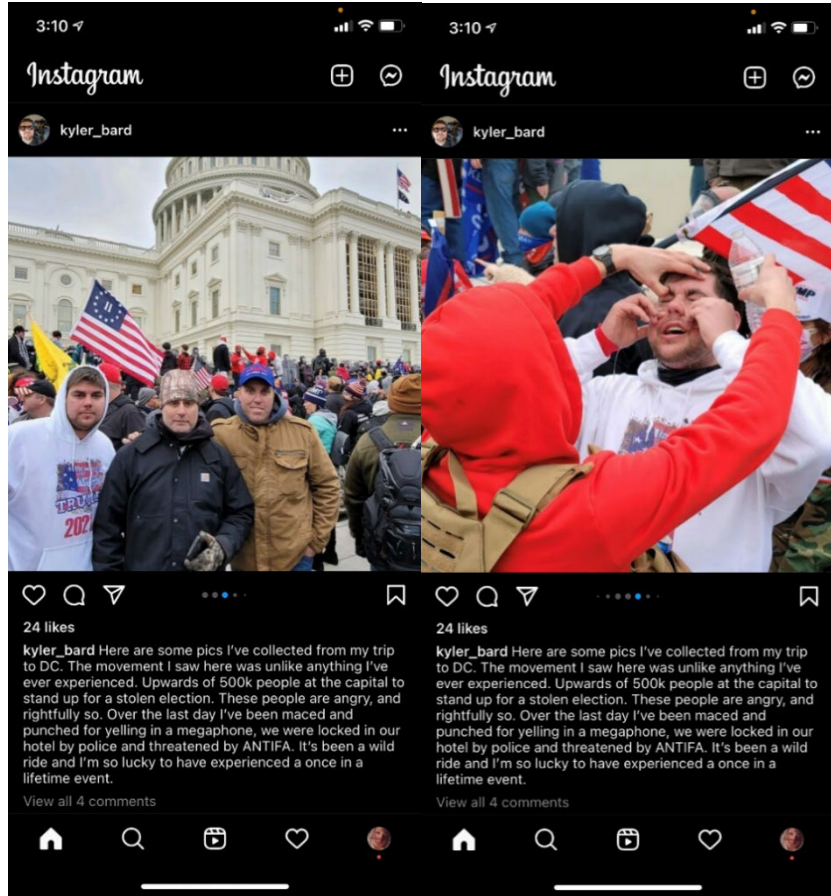 3:10
Instagram
kyler_bard
TRUMP
202
24 likes
kyler_bard Here are some pics I've collected from my trip
to DC. The movement I saw here was unlike anything I've
ever experienced. Upwards of 500k people at the capital to
stand up for a stolen election. These people are angry, and
rightfully so. Over the last day I've been maced and
punched for yelling in a megaphone, we were locked in our
hotel by police and threatened by ANTIFA. It's been a wild
ride and I'm so lucky to have experienced a once in a
lifetime event.
View all 4 comments
3:10
Instagram
kyler_bard
24 likes
kyler_bard Here are some pics I've collected from my trip
to DC. The movement I saw here was unlike anything I've
ever experienced. Upwards of 500k people at the capital to
stand up for a stolen election. These people are angry, and
rightfully so. Over the last day I've been maced and
punched for yelling in a megaphone, we were locked in our
hotel by police and threatened by ANTIFA. It's been a wild
ride and I'm so lucky to have experienced a once in a
lifetime event.
View all 4 comments